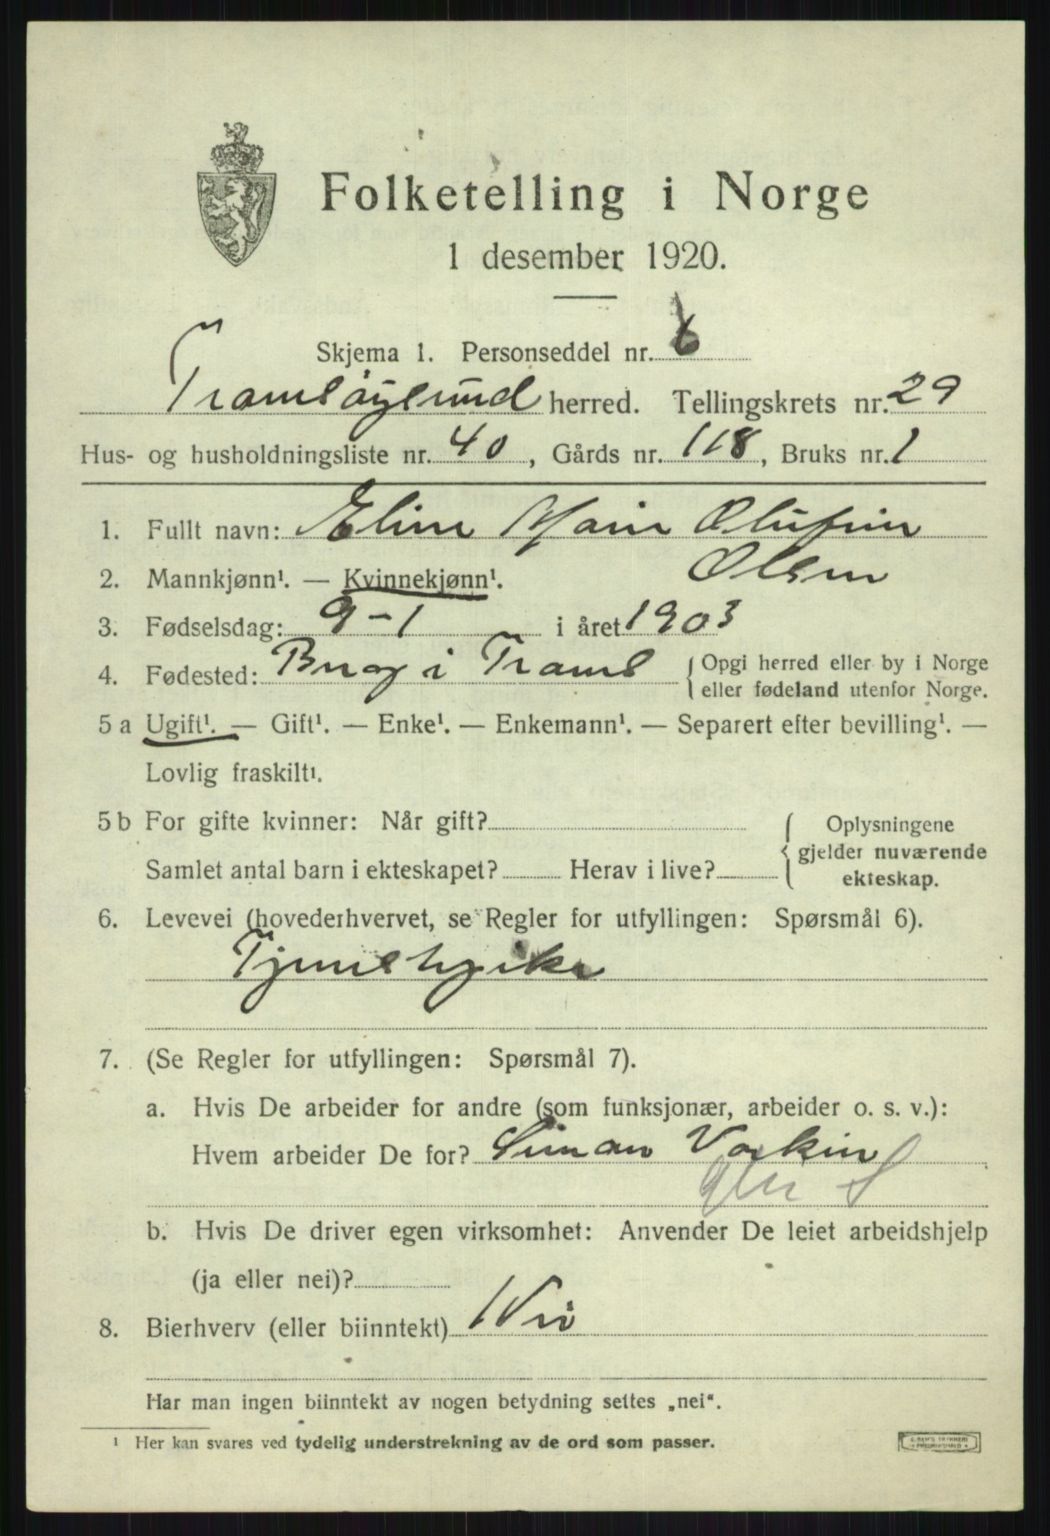 Folketelling i Norge
1 desember 1920.
Skjema 1. Personseddel nr. 6
Tromsøysund herred. Tellingskrets nr. 29
Hus- og husholdningsliste nr. 40, Gårds nr. 118, Bruks nr. 1
1. Fullt navn: Eline Marie Olufine
2. Mannkjønn¹. — Kvinnekjønn¹. Olsen
3. Fødselsdag: 9-1 i året 1903
4. Fødested: Berg i Troms { Opgi herred eller by i Norge
eller fødeland utenfor Norge.
5 a Ugift¹. — Gift¹. — Enke¹. — Enkemann¹. — Separert efter bevilling¹. —
Lovlig fraskilt¹.
5 b For gifte kvinner: Når gift?
Samlet antal barn i ekteskapet? Herav i live?
{ Oplysningene
gjelder nuværende
ekteskap.
6. Levevei (hovederhvervet, se Regler for utfyllingen: Spørsmål 6).
Tjenestepike
7. (Se Regler for utfyllingen: Spørsmål 7).
a. Hvis De arbeider for andre (som funksjonær, arbeider o. s. v.):
Hvem arbeider De for? Simon
b. Hvis De driver egen virksomhet: Anvender De leiet arbeidshjelp
(ja eller nei)?
8. Bierhverv (eller biinntekt) Nei
Har man ingen biinntekt av nogen betydning settes „nei“.
¹ Her kan svares ved tydelig understrekning av de ord som passer.